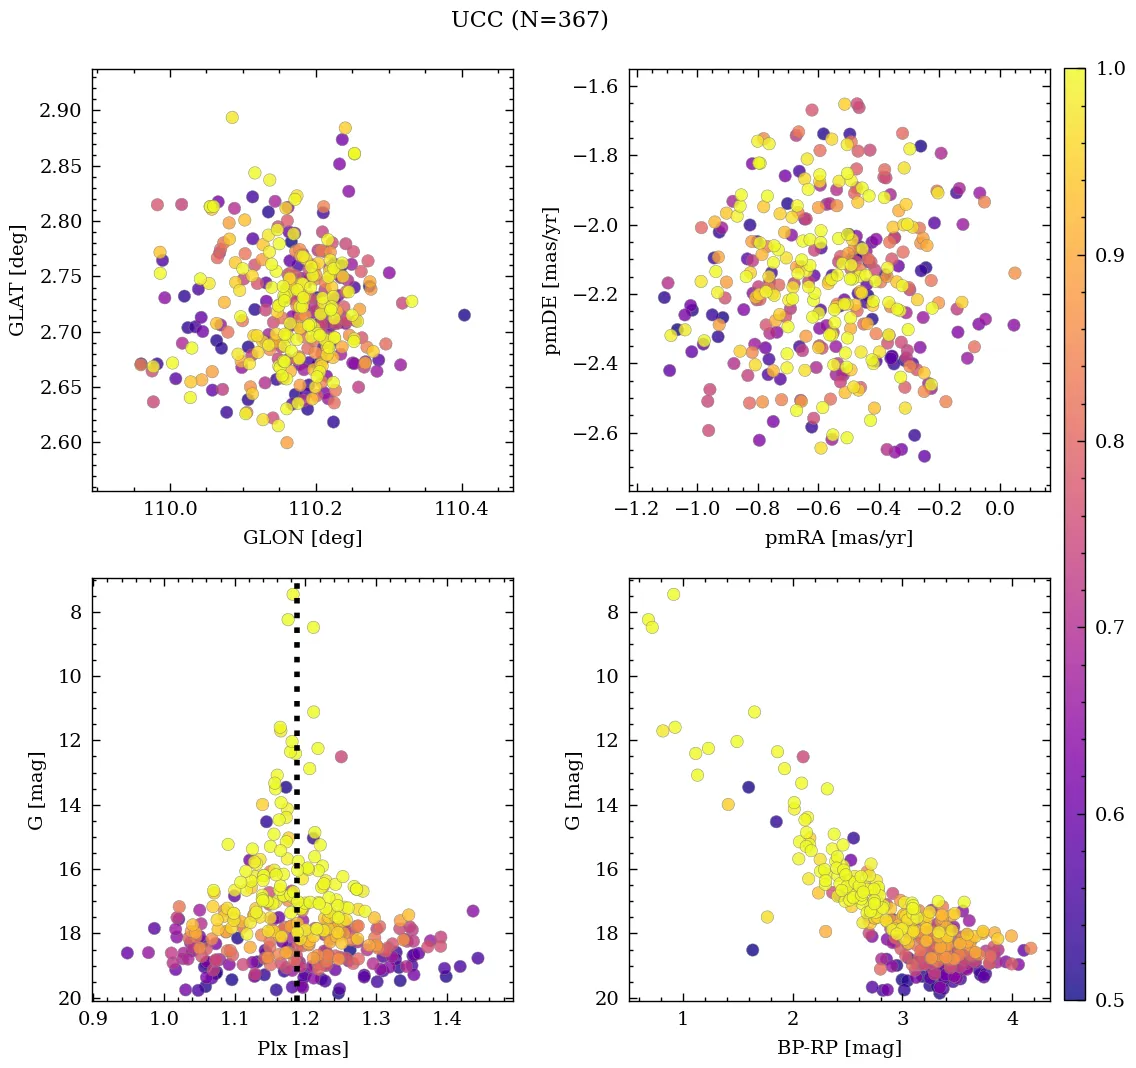 UCC (N=367)
2.90
2.85
2.80
2.75
2.70
2.65
2.60
GLAT [deg]
110.0 110.2 110.4
GLON [deg]
−1.6
−1.8
−2.0
−2.2
−2.4
−2.6
pmDE [mas/yr]
−1.2 −1.0 −0.8 −0.6 −0.4 −0.2 0.0
pmRA [mas/yr]
8
10
12
14
16
18
20
G [mag]
0.9 1.0 1.1 1.2 1.3 1.4
Plx [mas]
8
10
12
14
16
18
20
G [mag]
1 2 3 4
BP-RP [mag]
1.0
0.9
0.8
0.7
0.6
0.5